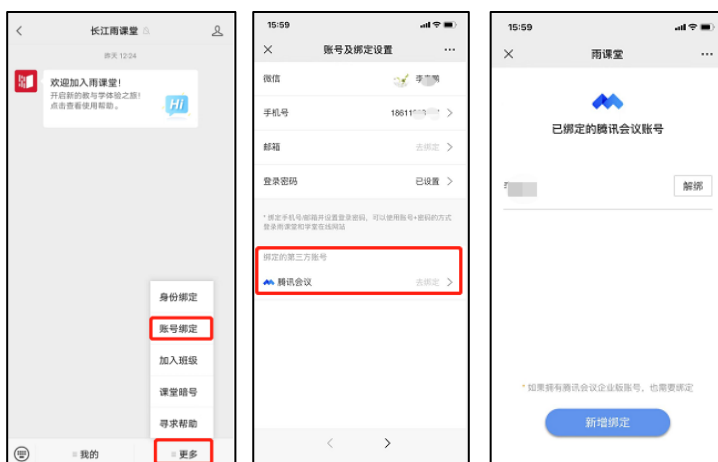 长江雨课堂
昨天 12:24
欢迎加入雨课堂!
开启新的教与学体验之旅!
点击查看使用帮助。
Hi
身份绑定
账号绑定
加入班级
课堂暗号
寻求帮助
≡ 我的
≡ 更多
15:59
账号及绑定设置
微信
手机号 18611
邮箱 去绑定
登录密码 已设置
* 绑定手机号/邮箱并设置登录密码，可以使用账号+密码的方式
登录雨课堂和学堂在线网站
绑定的第三方账号
腾讯会议 去绑定
15:59
雨课堂
已绑定的腾讯会议账号
解绑
*如果拥有腾讯会议企业版账号，也需要绑定
新增绑定